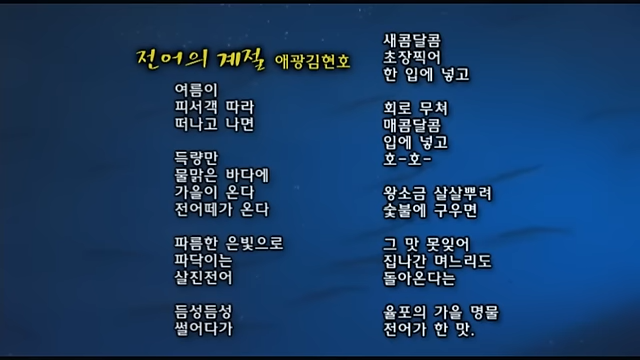 전어의 계절 애광김현호
여름이
피서객 따라
떠나고 나면
득량만
물맑은 바다에
가을이 온다
전어떼가 온다
파름한 은빛으로
파닥이는
살진전어
듬성듬성
썰어다가
새콤달콤
초장찍어
한 입에 넣고
회로 무쳐
매콤달콤
입에 넣고
호-호-
왕소금 살살뿌려
숯불에 구우면
그 맛 못잊어
집나간 며느리도
돌아온다는
율포의 가을 명물
전어가 한 맛.